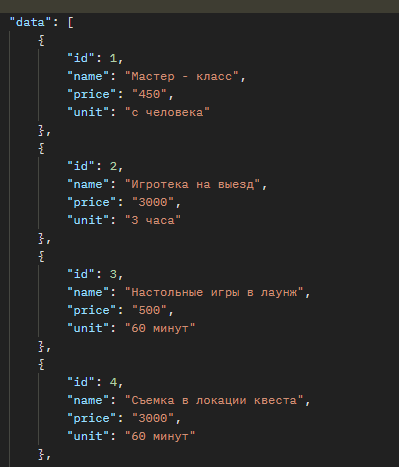 "data": [
{
"id": 1,
"name": "Мастер - класс",
"price": "450",
"unit": "с человека"
},
{
"id": 2,
"name": "Игротека на выезд",
"price": "3000",
"unit": "3 часа"
},
{
"id": 3,
"name": "Настольные игры в лаунж",
"price": "500",
"unit": "60 минут"
},
{
"id": 4,
"name": "Съемка в локации квеста",
"price": "3000",
"unit": "60 минут"
},